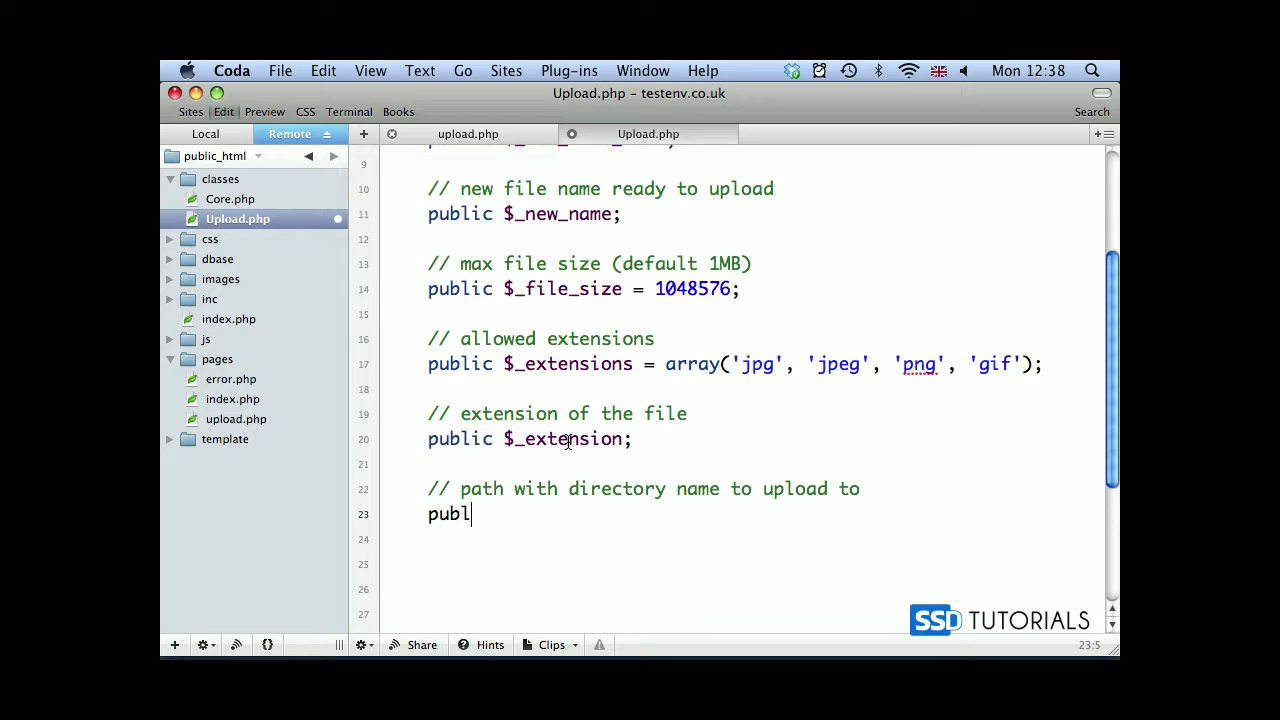 Coda File Edit View Text Go Sites Plug-ins Window Help Mon 12:38
Upload.php – testenv.co.uk
Sites Edit Preview CSS Terminal Books Search
Local Remote + upload.php Upload.php
public_html
classes
Core.php
Upload.php
css
dbase
images
inc
index.php
js
pages
error.php
index.php
upload.php
template
9
10 // new file name ready to upload
11 public $_new_name;
12
13 // max file size (default 1MB)
14 public $_file_size = 1048576;
15
16 // allowed extensions
17 public $_extensions = array('jpg', 'jpeg', 'png', 'gif');
18
19 // extension of the file
20 public $_extension;
21
22 // path with directory name to upload to
23 publ
24
25
26
27
SSD TUTORIALS
Share Hints Clips 23:5